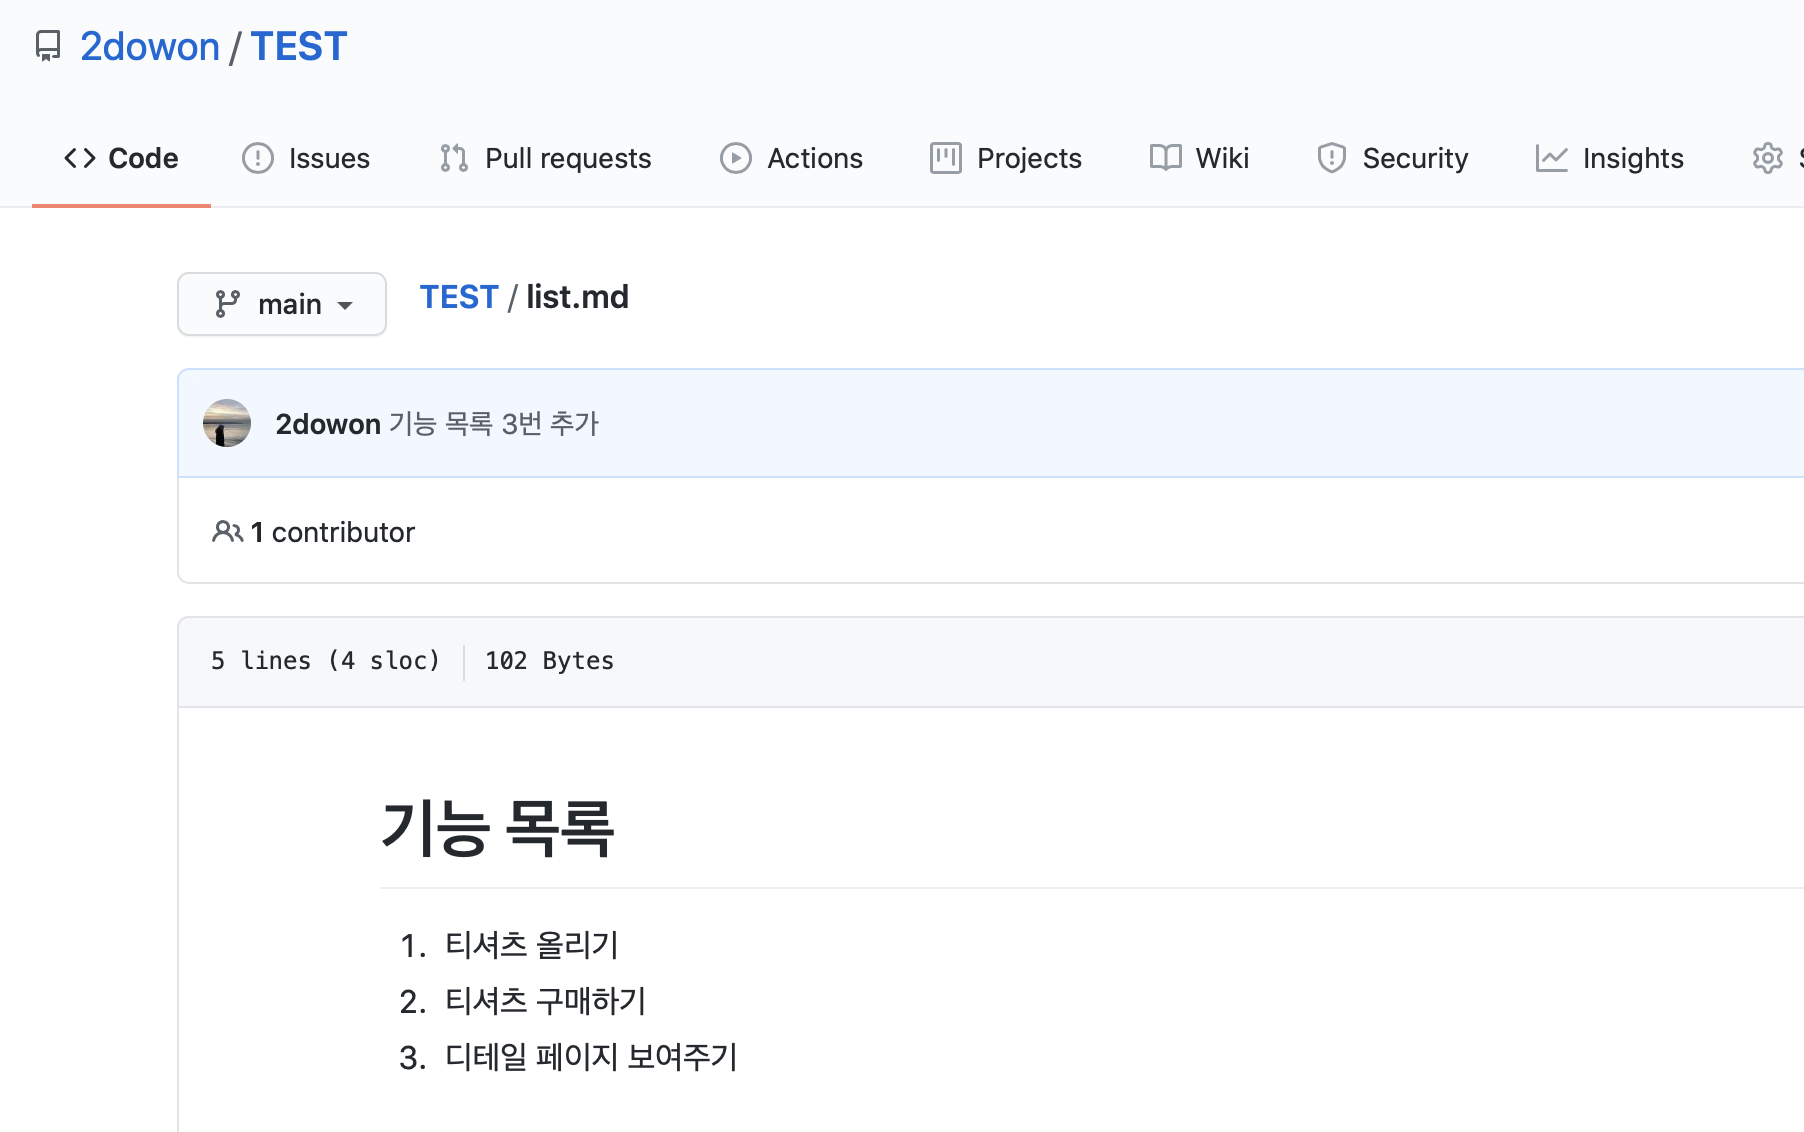 2dowon / TEST
Code Issues Pull requests Actions Projects Wiki Security Insights
main TEST / list.md
2dowon 기능 목록 3번 추가
1 contributor
5 lines (4 sloc) 102 Bytes
기능 목록
1. 티셔츠 올리기
2. 티셔츠 구매하기
3. 디테일 페이지 보여주기